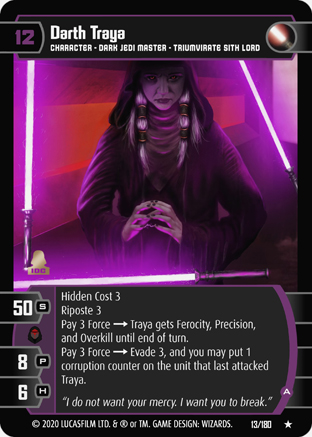 12
Darth Traya
CHARACTER - DARK JEDI MASTER - TRIUMVIRATE SITH LORD
IDC
50 S
8 P
6 H
Hidden Cost 3
Riposte 3
Pay 3 Force → Traya gets Ferocity, Precision,
and Overkill until end of turn.
Pay 3 Force → Evade 3, and you may put 1
corruption counter on the unit that last attacked
Traya.
“I do not want your mercy. I want you to break.”
A
© 2020 LUCASFILM LTD. & ® OR TM. GAME DESIGN: WIZARDS.
13/180 ★